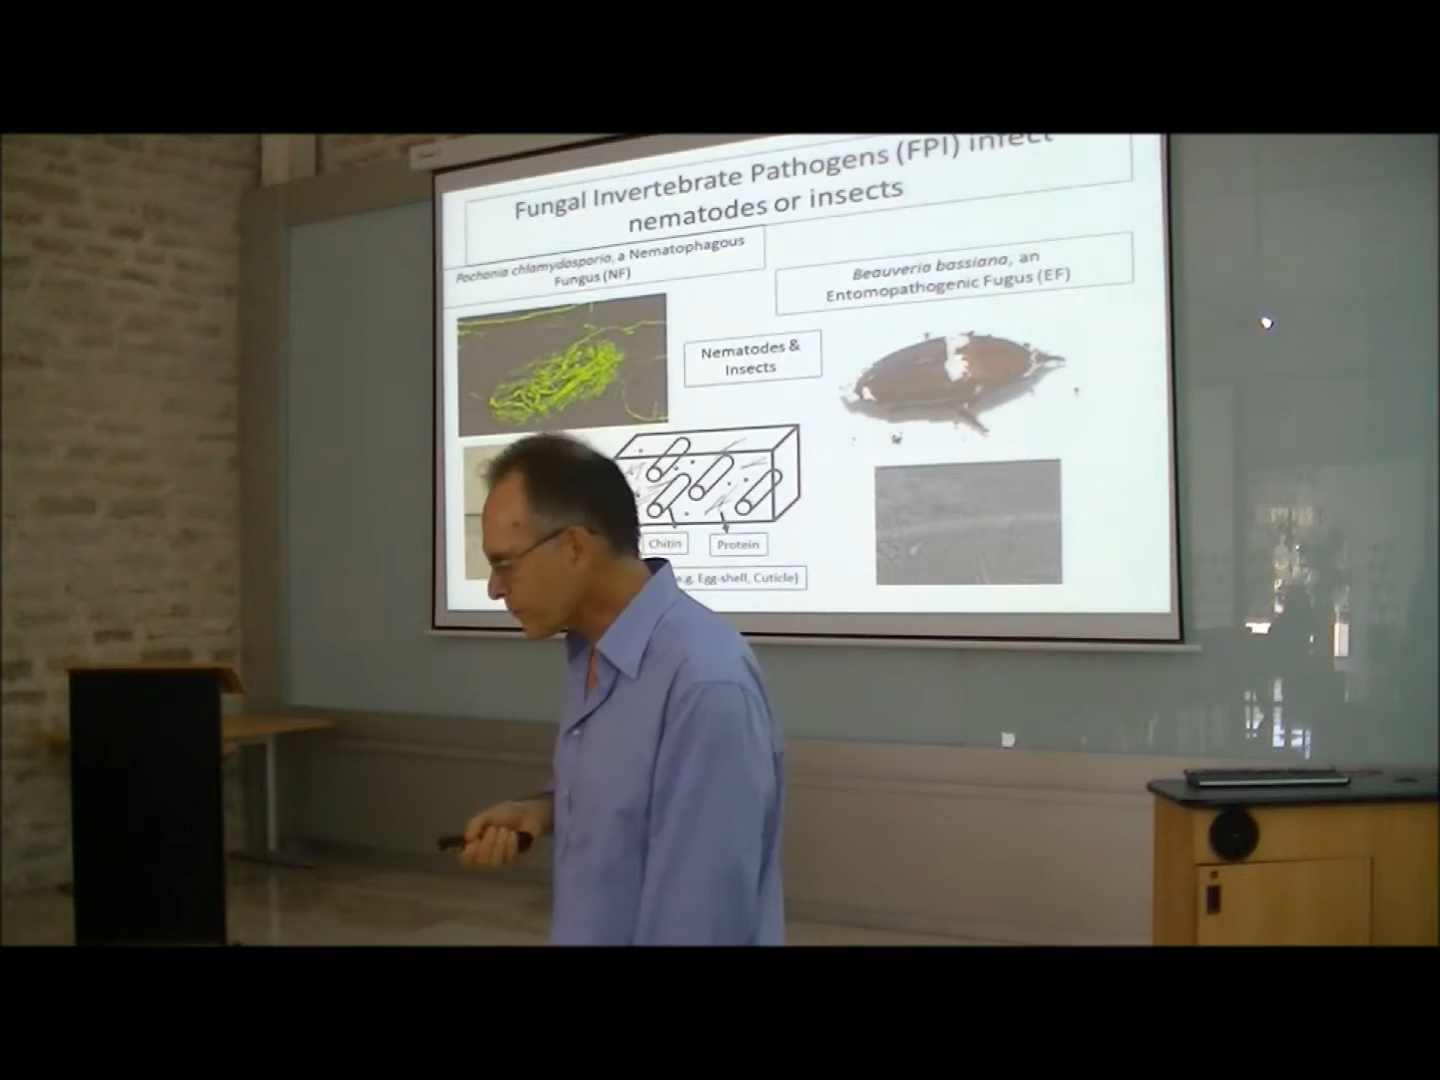 Fungal Invertebrate Pathogens (FPI) infect
nematodes or insects
Pochonia chlamydosporia, a Nematophagous
Fungus (NF)
Beauveria bassiana, an
Entomopathogenic Fugus (EF)
Nematodes &
Insects
Chitin
Protein
e.g. Egg-shell, Cuticle)